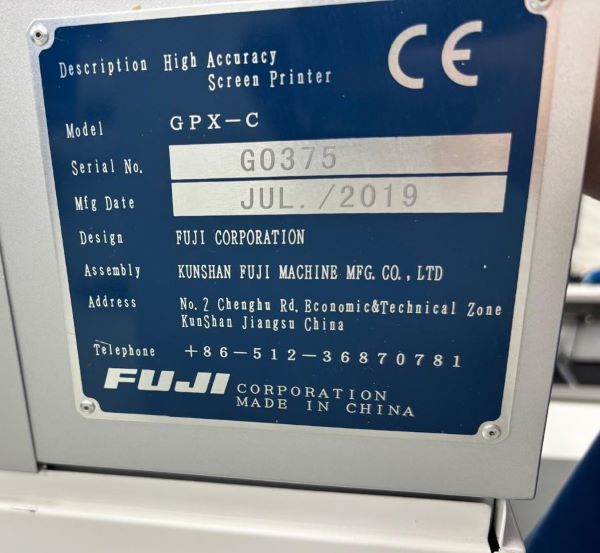 Description High Accuracy
Screen Printer
CE
Model GPX-C
Serial No. G0375
Mfg Date JUL./2019
Design FUJI CORPORATION
Assembly KUNSHAN FUJI MACHINE MFG. CO., LTD
Address No. 2 Chenghu Rd. Economic&Technical Zone
KunShan Jiangsu China
Telephone +86-512-36870781
FUJI CORPORATION
MADE IN CHINA